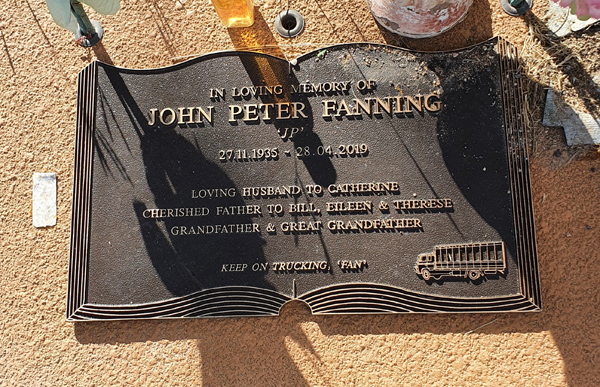 IN LOVING MEMORY OF
JOHN PETER FANNING
'JP'
27.11.1935 - 28.04.2019
LOVING HUSBAND TO CATHERINE
CHERISHED FATHER TO BILL, EILEEN & THERESE
GRANDFATHER & GREAT GRANDFATHER
KEEP ON TRUCKING, 'FAN'